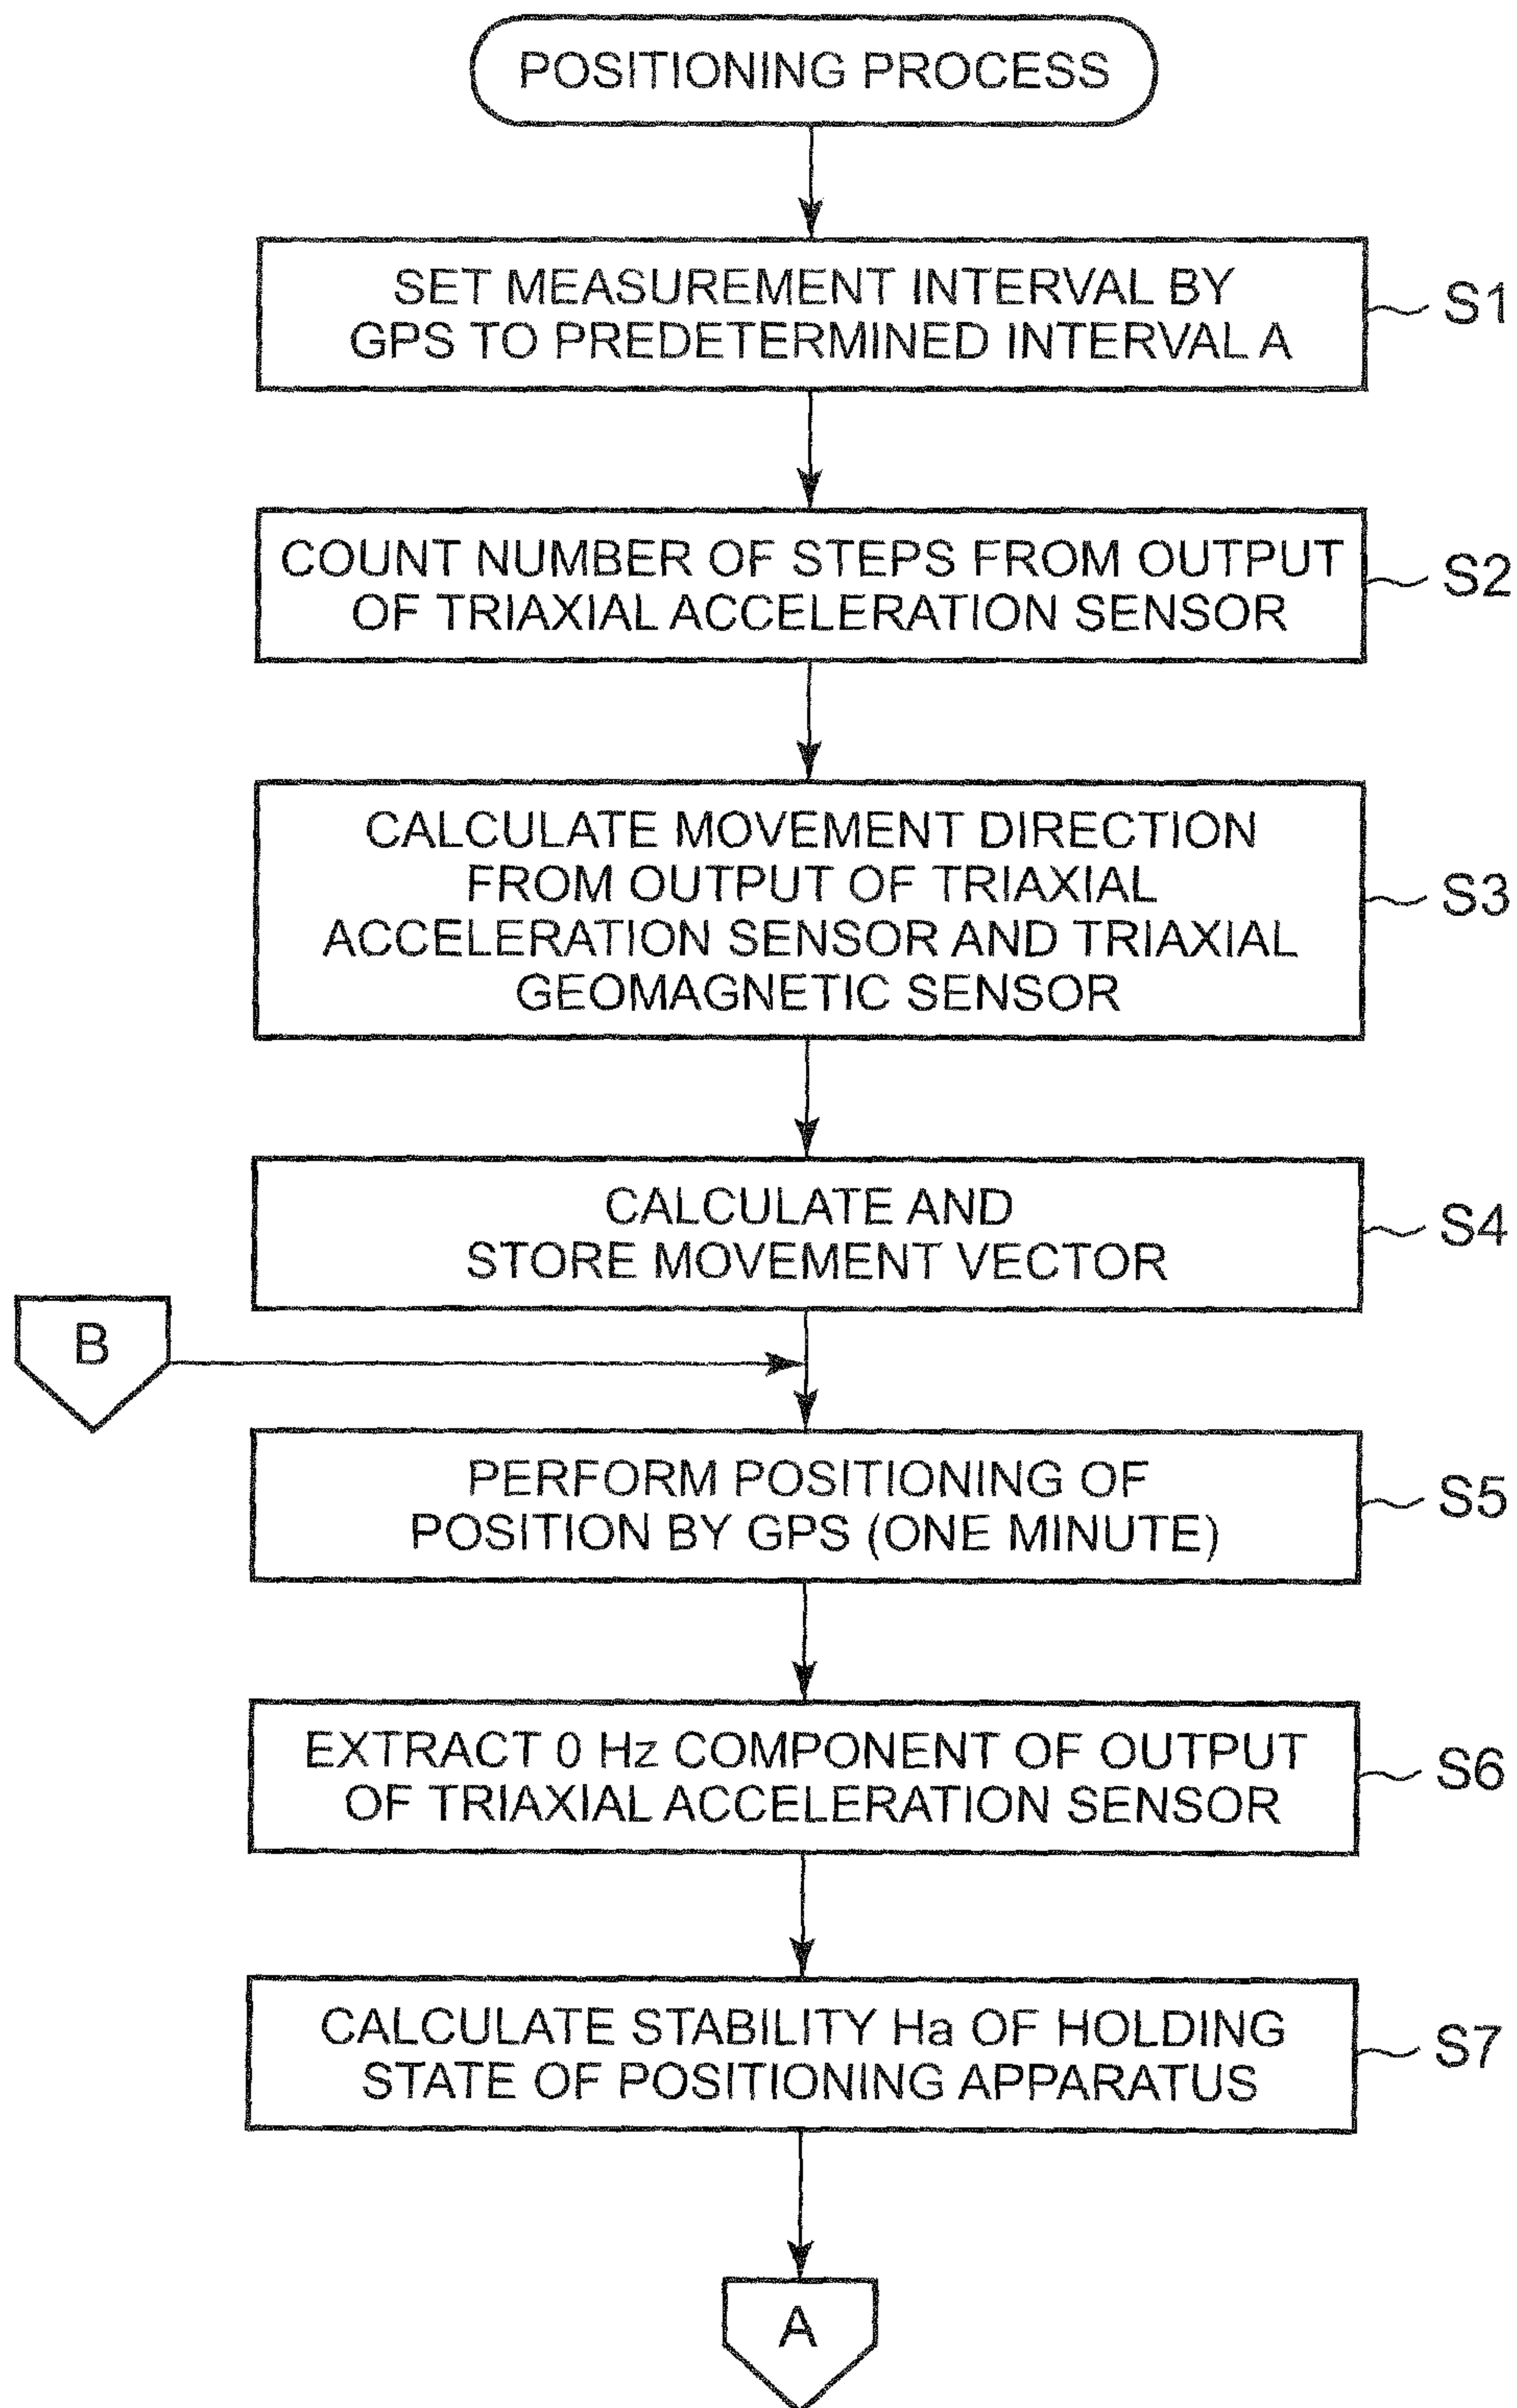 POSITIONING PROCESS
SET MEASUREMENT INTERVAL BY
GPS TO PREDETERMINED INTERVAL A
S1
COUNT NUMBER OF STEPS FROM OUTPUT
OF TRIAXIAL ACCELERATION SENSOR
S2
CALCULATE MOVEMENT DIRECTION
FROM OUTPUT OF TRIAXIAL
ACCELERATION SENSOR AND TRIAXIAL
GEOMAGNETIC SENSOR
S3
CALCULATE AND
STORE MOVEMENT VECTOR
S4
B
PERFORM POSITIONING OF
POSITION BY GPS (ONE MINUTE)
S5
EXTRACT 0 Hz COMPONENT OF OUTPUT
OF TRIAXIAL ACCELERATION SENSOR
S6
CALCULATE STABILITY Ha OF HOLDING
STATE OF POSITIONING APPARATUS
S7
A